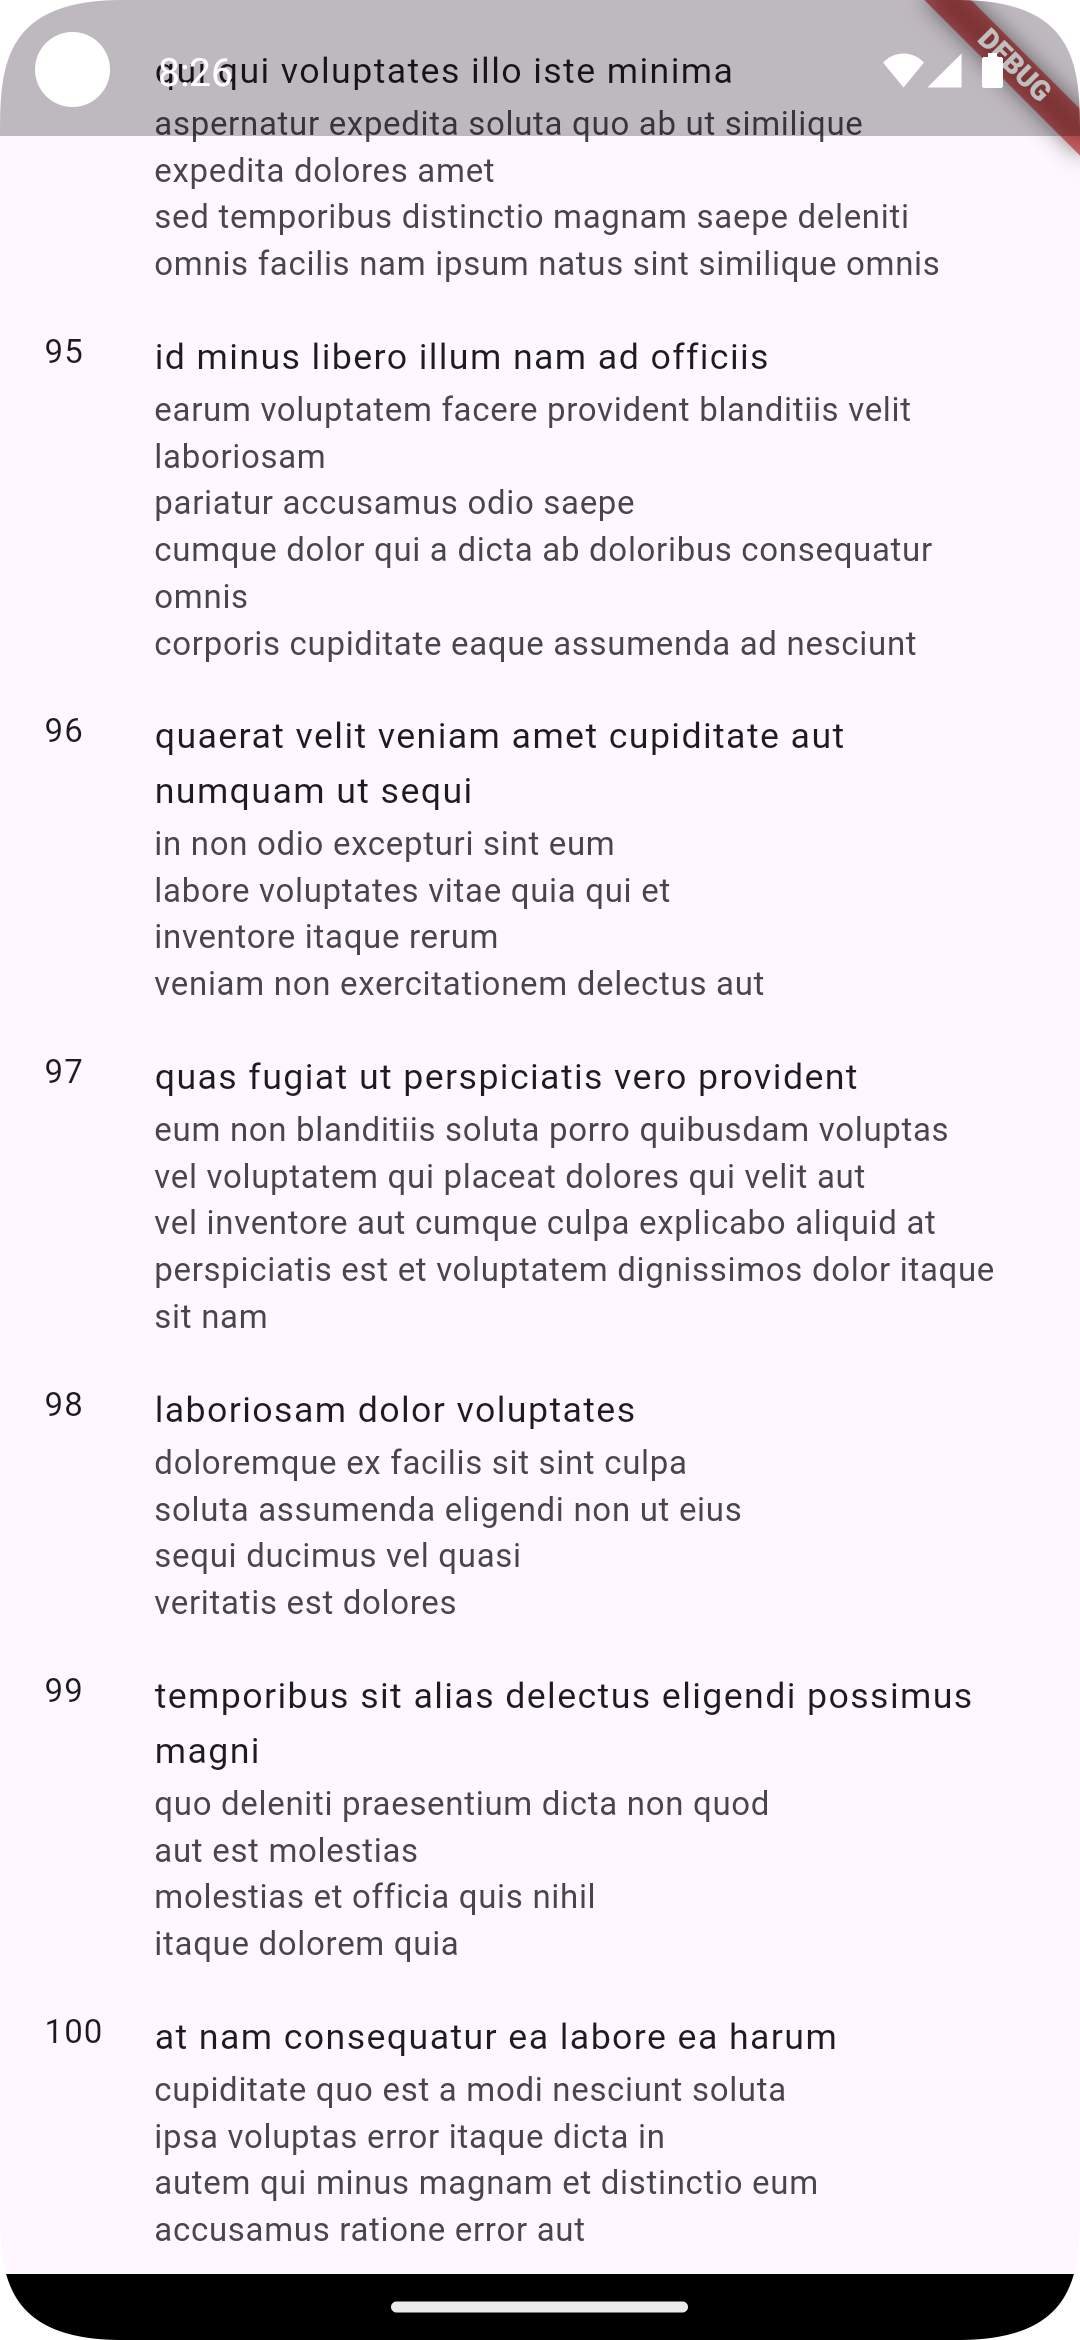 8:26
DEBUG
qui qui voluptates illo iste minima
aspernatur expedita soluta quo ab ut similique
expedita dolores amet
sed temporibus distinctio magnam saepe deleniti
omnis facilis nam ipsum natus sint similique omnis
95
id minus libero illum nam ad officiis
earum voluptatem facere provident blanditiis velit
laboriosam
pariatur accusamus odio saepe
cumque dolor qui a dicta ab doloribus consequatur
omnis
corporis cupiditate eaque assumenda ad nesciunt
96
quaerat velit veniam amet cupiditate aut
numquam ut sequi
in non odio excepturi sint eum
labore voluptates vitae quia qui et
inventore itaque rerum
veniam non exercitationem delectus aut
97
quas fugiat ut perspiciatis vero provident
eum non blanditiis soluta porro quibusdam voluptas
vel voluptatem qui placeat dolores qui velit aut
vel inventore aut cumque culpa explicabo aliquid at
perspiciatis est et voluptatem dignissimos dolor itaque
sit nam
98
laboriosam dolor voluptates
doloremque ex facilis sit sint culpa
soluta assumenda eligendi non ut eius
sequi ducimus vel quasi
veritatis est dolores
99
temporibus sit alias delectus eligendi possimus
magni
quo deleniti praesentium dicta non quod
aut est molestias
molestias et officia quis nihil
itaque dolorem quia
100
at nam consequatur ea labore ea harum
cupiditate quo est a modi nesciunt soluta
ipsa voluptas error itaque dicta in
autem qui minus magnam et distinctio eum
accusamus ratione error aut